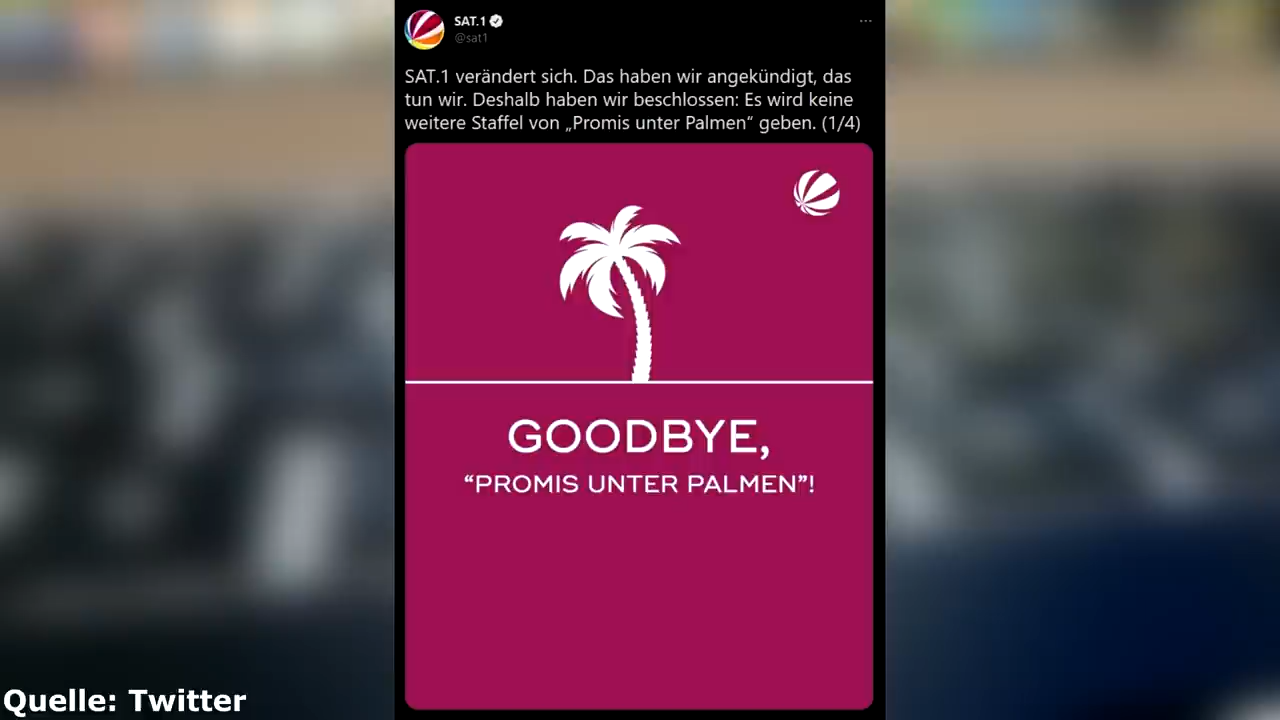 SAT.1
@sat1
SAT.1 verändert sich. Das haben wir angekündigt, das
tun wir. Deshalb haben wir beschlossen: Es wird keine
weitere Staffel von „Promis unter Palmen“ geben. (1/4)
GOODBYE,
“PROMIS UNTER PALMEN”!
Quelle: Twitter